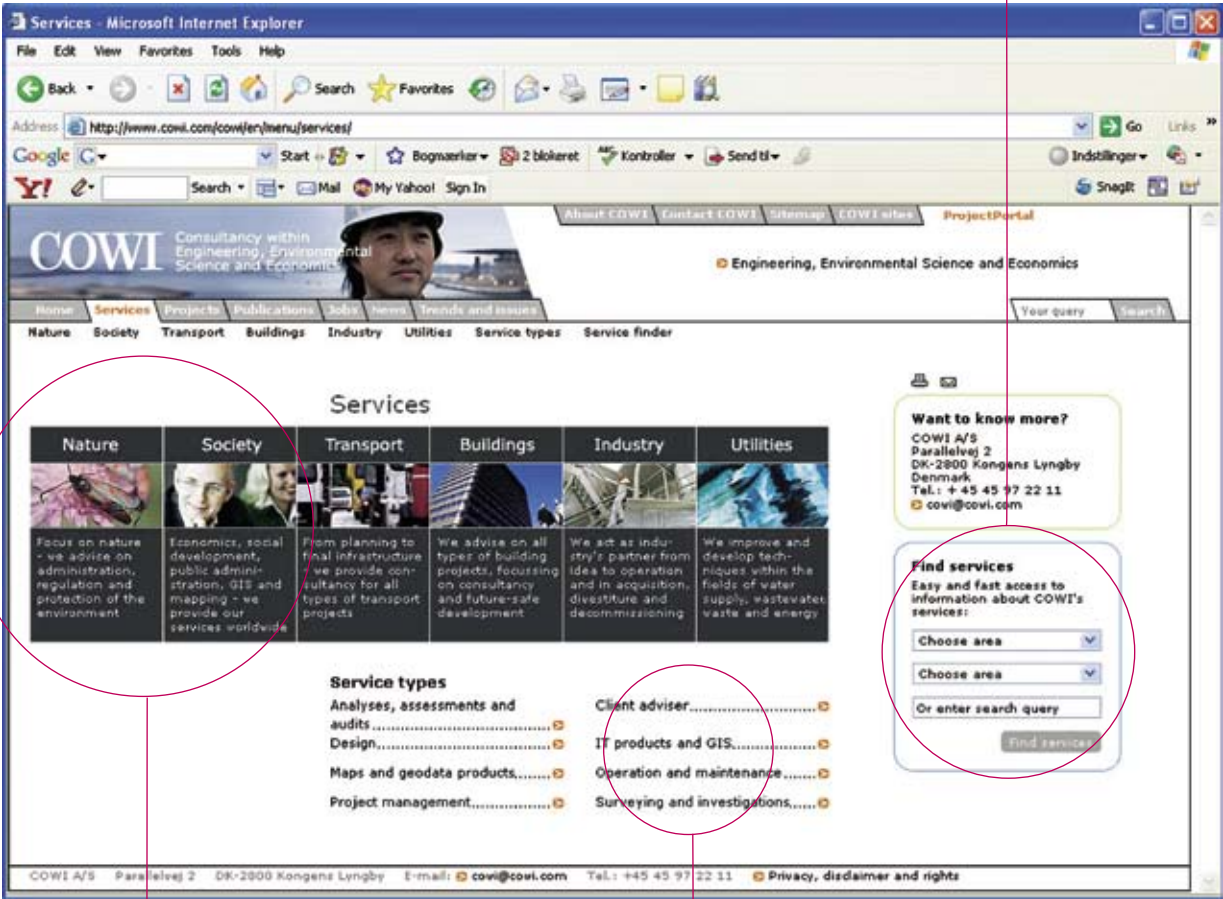 Services - Microsoft Internet Explorer
File Edit View Favorites Tools Help
Back Search Favorites
Address http://www.cowi.com/cowi/en/menu/services/ Go Links »
Google G Start Bogmærker 2 blokeret Kontroller Send til Indstillinger
Y! Search Mail My Yahoo! Sign In SnagIt
About COWI Contact COWI Sitemap COWI sites ProjectPortal
COWI Consultancy within
Engineering, Environmental
Science and Economics
Engineering, Environmental Science and Economics
Home Services Projects Publications Jobs News Trends and issues Your query Search
Nature Society Transport Buildings Industry Utilities Service types Service finder
Services
Nature
Focus on nature
- we advice on
administration,
regulation and
protection of the
environment
Society
Economics, social
development,
public admini-
stration, GIS and
mapping - we
provide our
services worldwide
Transport
From planning to
final infrastructure
- we provide con-
sultancy for all
types of transport
projects
Buildings
We advise on all
types of building
projects, focussing
on consultancy
and future-safe
development
Industry
We act as indu-
stry's partner from
idea to operation
and in acquisition,
divestiture and
decommissioning
Utilities
We improve and
develop tech-
niques within the
fields of water
supply, wastewater,
waste and energy
Want to know more?
COWI A/S
Parallelvej 2
DK-2800 Kongens Lyngby
Denmark
Tel.: + 45 45 97 22 11
cowi@cowi.com
Find services
Easy and fast access to
information about COWI's
services:
Choose area
Choose area
Or enter search query
Find services
Service types
Analyses, assessments and
audits
Design
Maps and geodata products
Project management
Client adviser
IT products and GIS
Operation and maintenance
Surveying and investigations
COWI A/S Parallelvej 2 DK-2800 Kongens Lyngby E-mail: cowi@cowi.com Tel.: +45 45 97 22 11 Privacy, disclaimer and rights